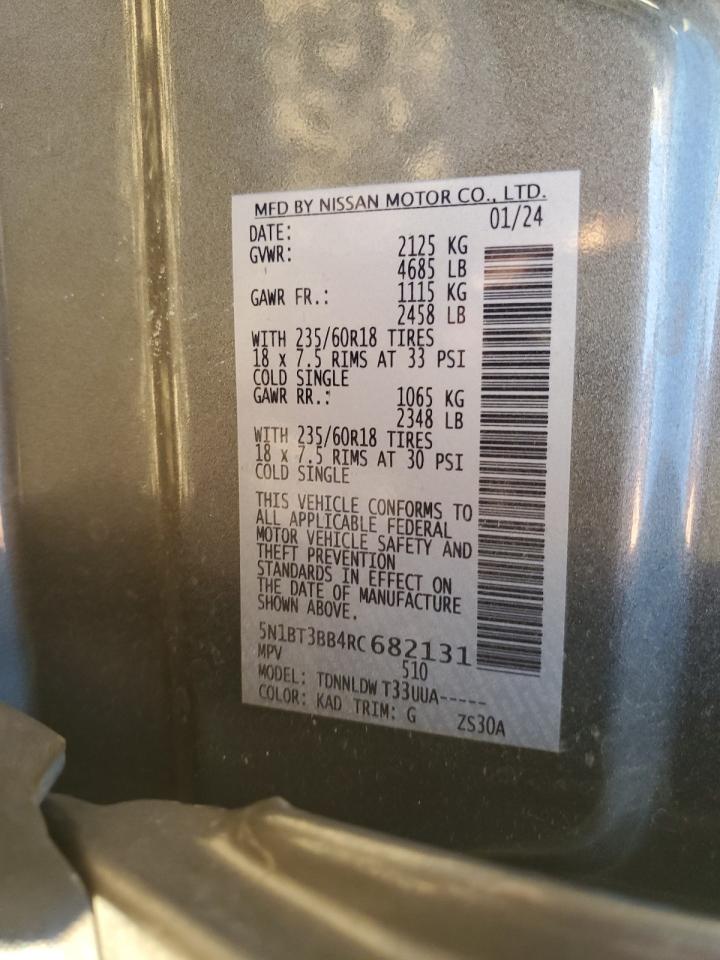 MFD BY NISSAN MOTOR CO., LTD.
DATE: 01/24
GVWR: 2125 KG
4685 LB
GAWR FR.: 1115 KG
2458 LB
WITH 235/60R18 TIRES
18 x 7.5 RIMS AT 33 PSI
COLD SINGLE
GAWR RR.: 1065 KG
2348 LB
WITH 235/60R18 TIRES
18 x 7.5 RIMS AT 30 PSI
COLD SINGLE
THIS VEHICLE CONFORMS TO
ALL APPLICABLE FEDERAL
MOTOR VEHICLE SAFETY AND
THEFT PREVENTION
STANDARDS IN EFFECT ON
THE DATE OF MANUFACTURE
SHOWN ABOVE.
5N1BT3BB4RC682131
MPV 510
MODEL: TDNNLDW T33UUA-----
COLOR: KAD TRIM: G ZS30A